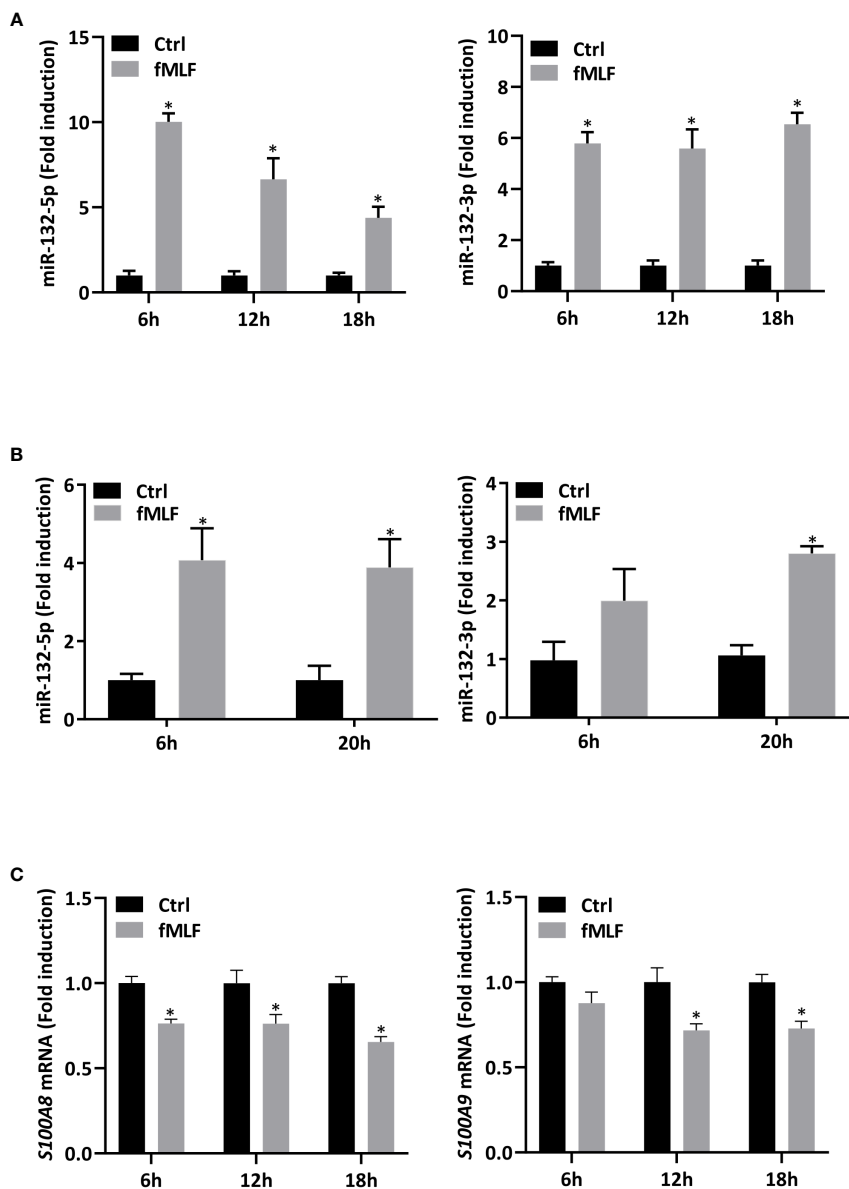 A
miR-132-5p (Fold induction)
15
10
5
0
Ctrl
fMLF
*
*
*
6h 12h 18h
miR-132-3p (Fold induction)
10
8
6
4
2
0
Ctrl
fMLF
*
*
*
6h 12h 18h
B
miR-132-5p (Fold induction)
6
4
2
0
Ctrl
fMLF
*
*
6h 20h
miR-132-3p (Fold induction)
4
3
2
1
0
Ctrl
fMLF
*
6h 20h
C
S100A8 mRNA (Fold induction)
1.5
1.0
0.5
0.0
Ctrl
fMLF
*
*
*
6h 12h 18h
S100A9 mRNA (Fold induction)
1.5
1.0
0.5
0.0
Ctrl
fMLF
*
*
6h 12h 18h